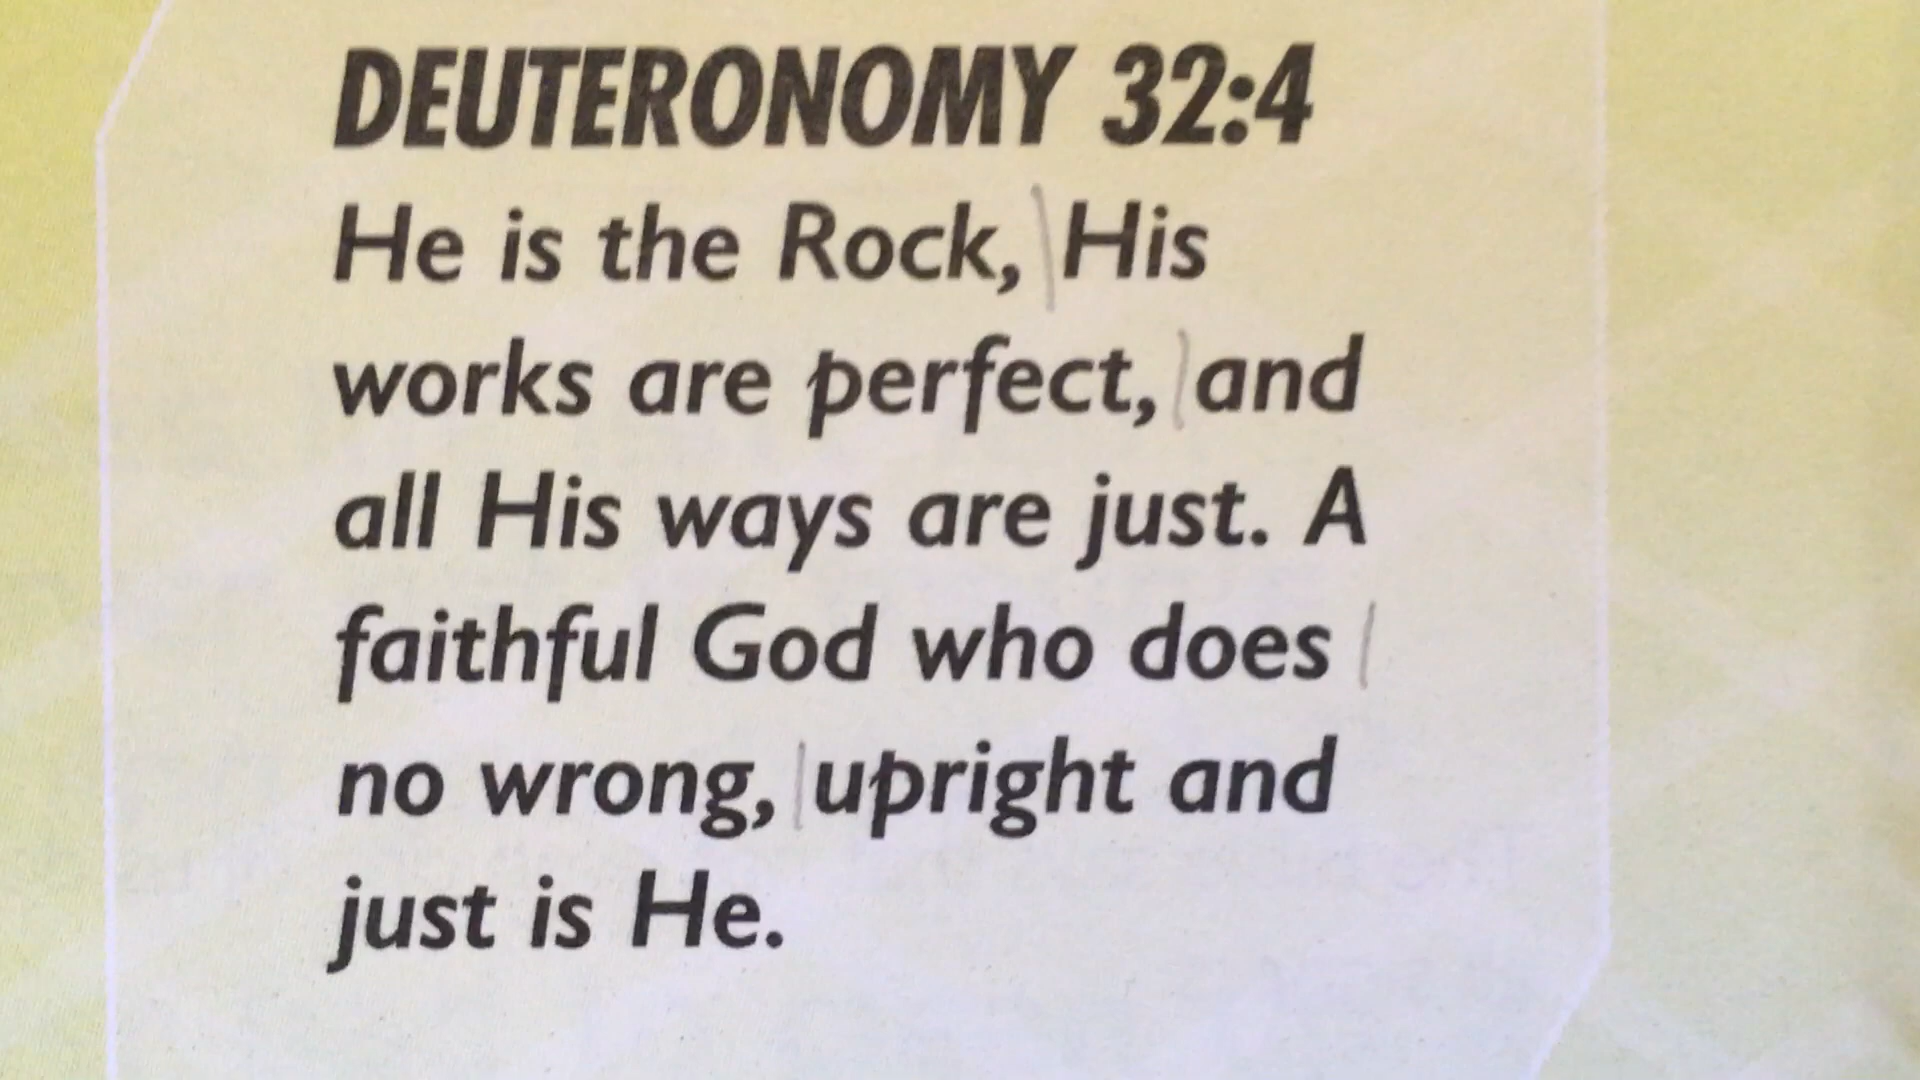 DEUTERONOMY 32:4
He is the Rock, His
works are perfect, and
all His ways are just. A
faithful God who does
no wrong, upright and
just is He.